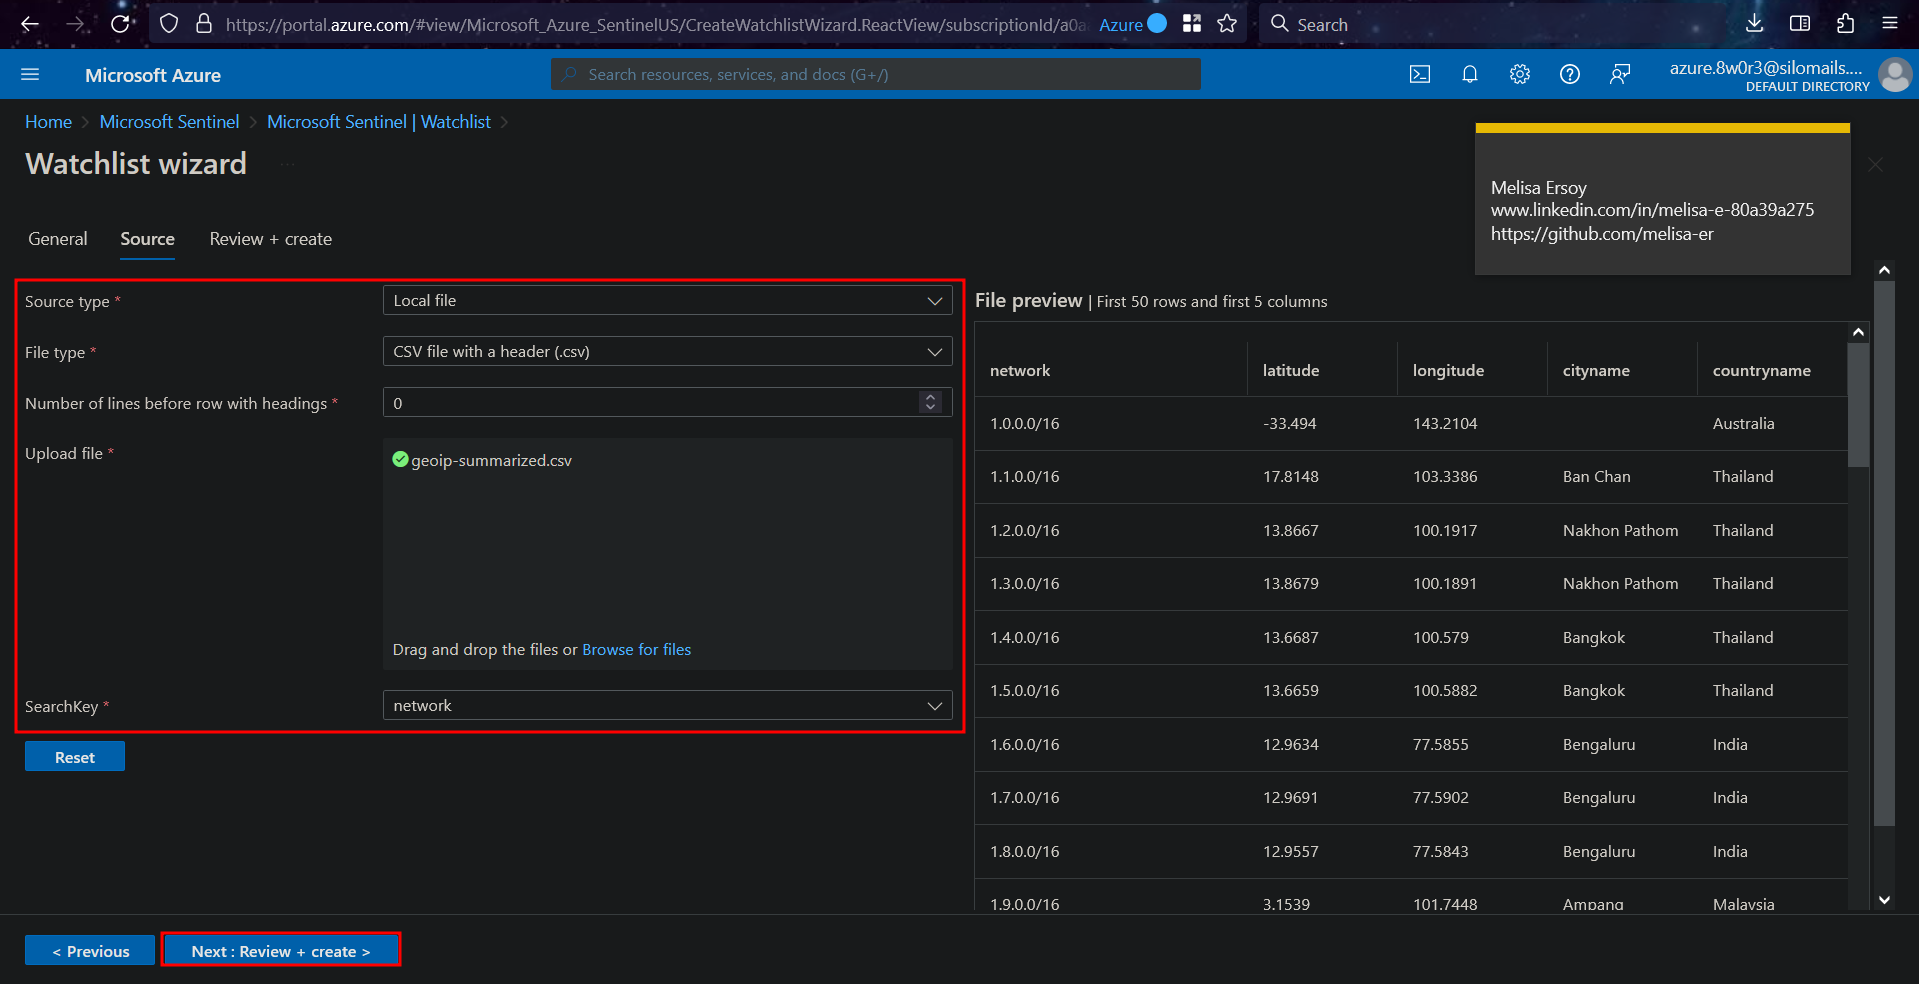 https://portal.azure.com/#view/Microsoft_Azure_SentinelUS/CreateWatchlistWizard.ReactView/subscriptionId/a0a
Azure
Search
Microsoft Azure
Search resources, services, and docs (G+/)
azure.8w0r3@silomails....
DEFAULT DIRECTORY
Home > Microsoft Sentinel > Microsoft Sentinel | Watchlist >
Watchlist wizard ...
Melisa Ersoy
www.linkedin.com/in/melisa-e-80a39a275
https://github.com/melisa-er
General Source Review + create
Source type * Local file
File type * CSV file with a header (.csv)
Number of lines before row with headings * 0
Upload file * geoip-summarized.csv
Drag and drop the files or Browse for files
SearchKey * network
Reset
File preview | First 50 rows and first 5 columns
network latitude longitude cityname countryname
1.0.0.0/16 -33.494 143.2104 Australia
1.1.0.0/16 17.8148 103.3386 Ban Chan Thailand
1.2.0.0/16 13.8667 100.1917 Nakhon Pathom Thailand
1.3.0.0/16 13.8679 100.1891 Nakhon Pathom Thailand
1.4.0.0/16 13.6687 100.579 Bangkok Thailand
1.5.0.0/16 13.6659 100.5882 Bangkok Thailand
1.6.0.0/16 12.9634 77.5855 Bengaluru India
1.7.0.0/16 12.9691 77.5902 Bengaluru India
1.8.0.0/16 12.9557 77.5843 Bengaluru India
1.9.0.0/16 3.1539 101.7448 Ampang Malaysia
< Previous
Next : Review + create >